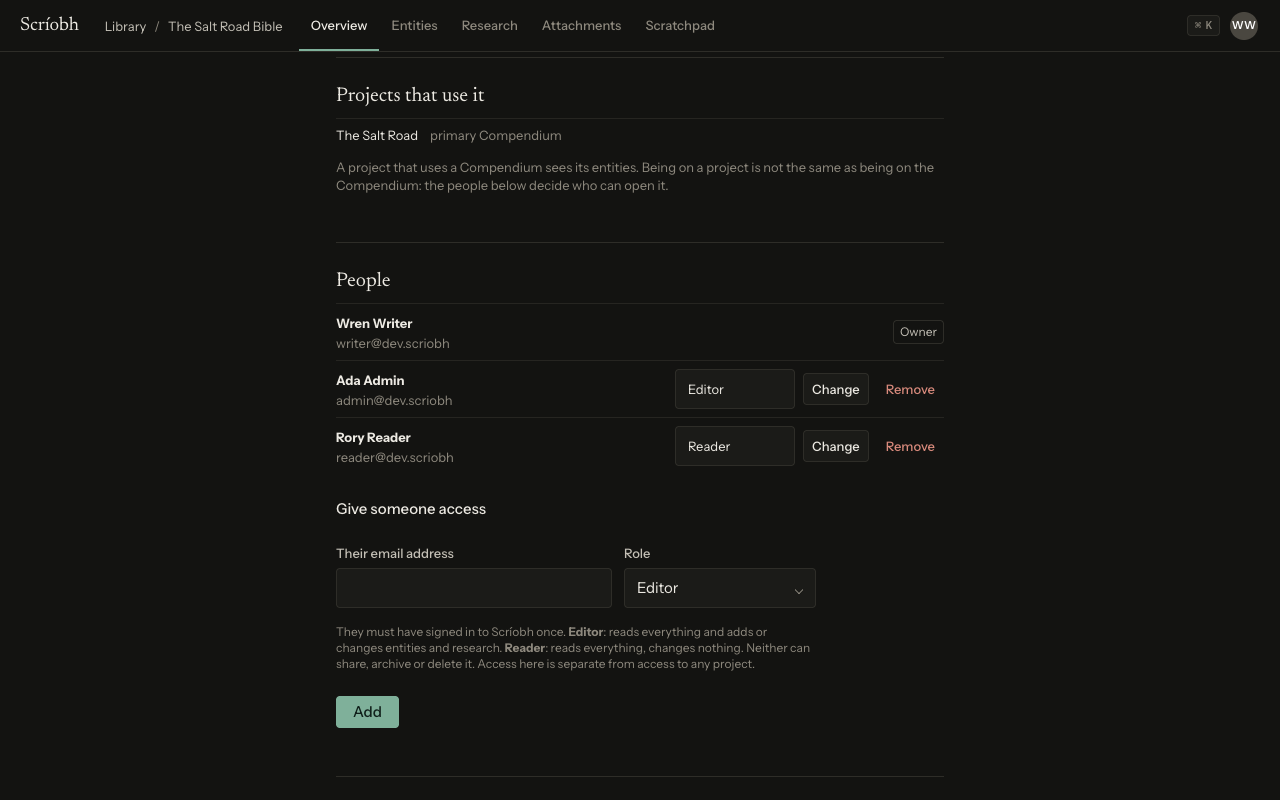 Scríobh
Library / The Salt Road Bible
Overview
Entities
Research
Attachments
Scratchpad
⌘ K
WW
Projects that use it
The Salt Road primary Compendium
A project that uses a Compendium sees its entities. Being on a project is not the same as being on the
Compendium: the people below decide who can open it.
People
Wren Writer
writer@dev.scriobh
Owner
Ada Admin
admin@dev.scriobh
Editor
Change
Remove
Rory Reader
reader@dev.scriobh
Reader
Change
Remove
Give someone access
Their email address
Role
Editor
They must have signed in to Scríobh once. Editor: reads everything and adds or
changes entities and research. Reader: reads everything, changes nothing. Neither can
share, archive or delete it. Access here is separate from access to any project.
Add